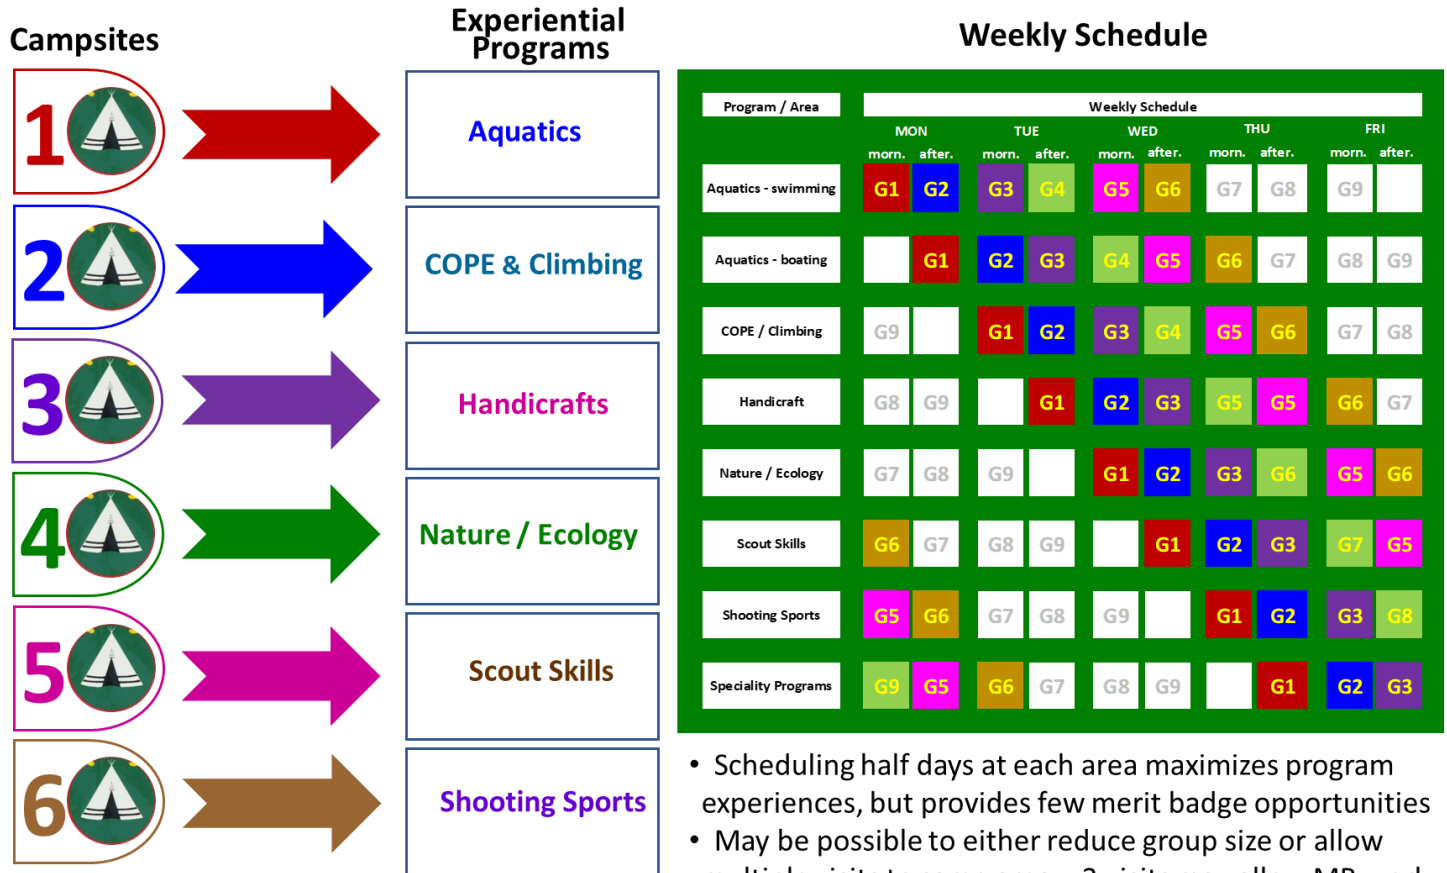 Campsites
Experiential
Programs
Weekly Schedule
1
Aquatics
2
COPE & Climbing
3
Handicrafts
4
Nature / Ecology
5
Scout Skills
6
Shooting Sports
Program / Area
Weekly Schedule
MON TUE WED THU FRI
morn. after. morn. after. morn. after. morn. after. morn. after.
Aquatics - swimming G1 G2 G3 G4 G5 G6 G7 G8 G9
Aquatics - boating G1 G2 G3 G4 G5 G6 G7 G8 G9
COPE / Climbing G9 G1 G2 G3 G4 G5 G6 G7 G8
Handicraft G8 G9 G1 G2 G3 G5 G5 G6 G7
Nature / Ecology G7 G8 G9 G1 G2 G3 G6 G5 G6
Scout Skills G6 G7 G8 G9 G1 G2 G3 G7 G5
Shooting Sports G5 G6 G7 G8 G9 G1 G2 G3 G8
Speciality Programs G9 G5 G6 G7 G8 G9 G1 G2 G3
• Scheduling half days at each area maximizes program
experiences, but provides few merit badge opportunities
• May be possible to either reduce group size or allow